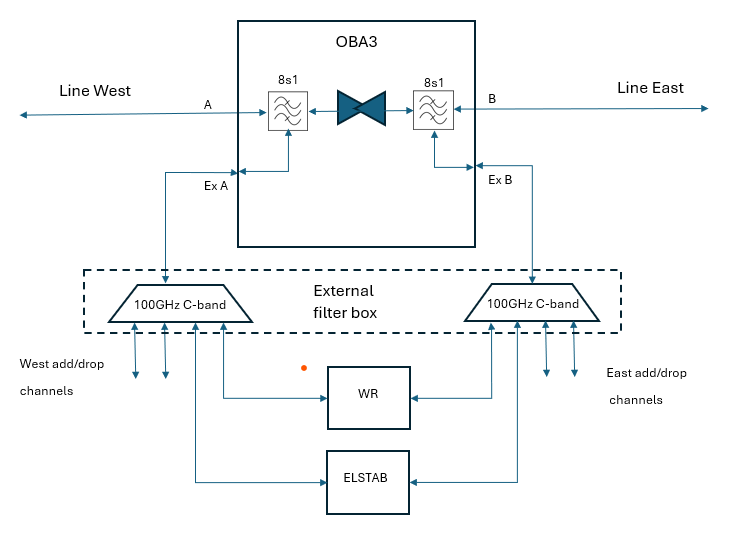 OBA3
8s1
8s1
Line West
Line East
A
B
Ex A
Ex B
External
filter box
100GHz C-band
100GHz C-band
West add/drop
channels
East add/drop
channels
WR
ELSTAB